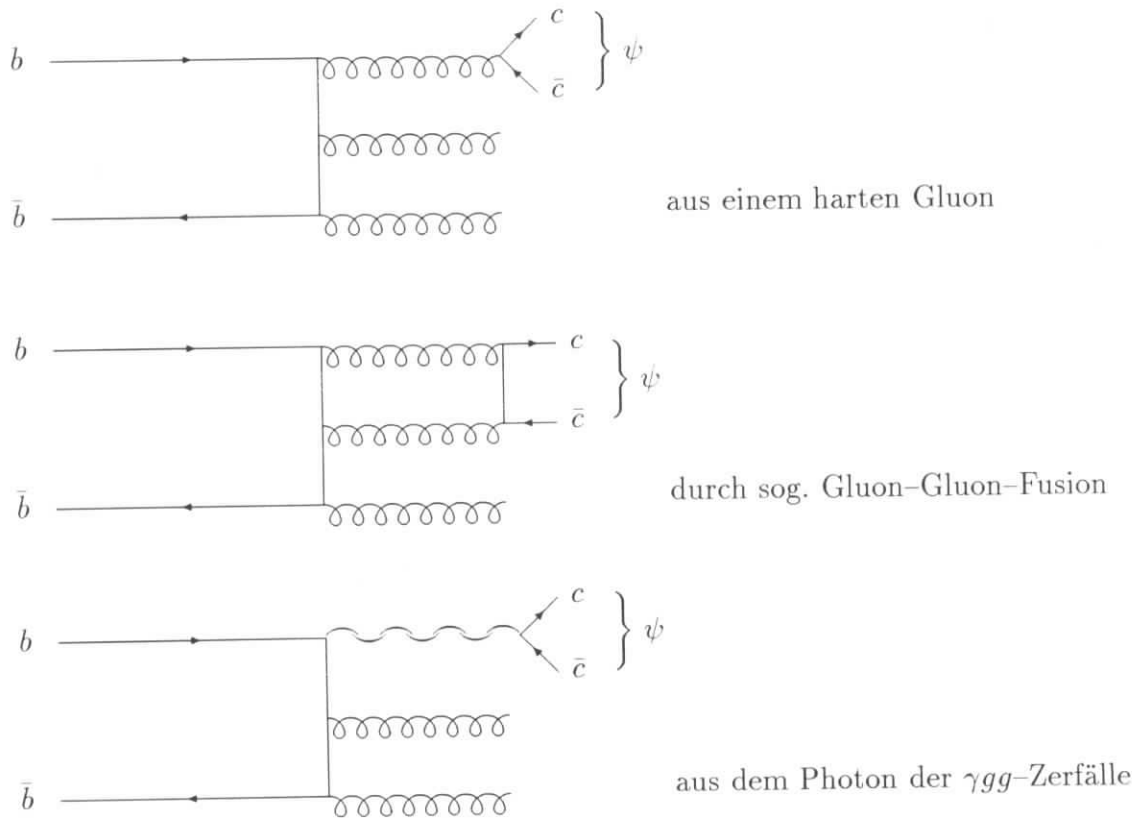 b
c
c̄
} ψ
b̄
aus einem harten Gluon
b
c
c̄
} ψ
b̄
durch sog. Gluon–Gluon–Fusion
b
c
c̄
} ψ
b̄
aus dem Photon der γgg–Zerfälle